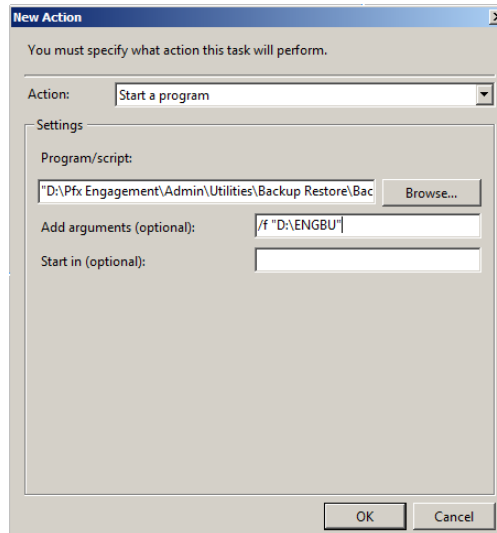 New Action
You must specify what action this task will perform.
Action: Start a program
Settings
Program/script:
"D:\Pfx Engagement\Admin\Utilities\Backup Restore\Bac Browse...
Add arguments (optional): /f "D:\ENGBU"
Start in (optional):
OK Cancel